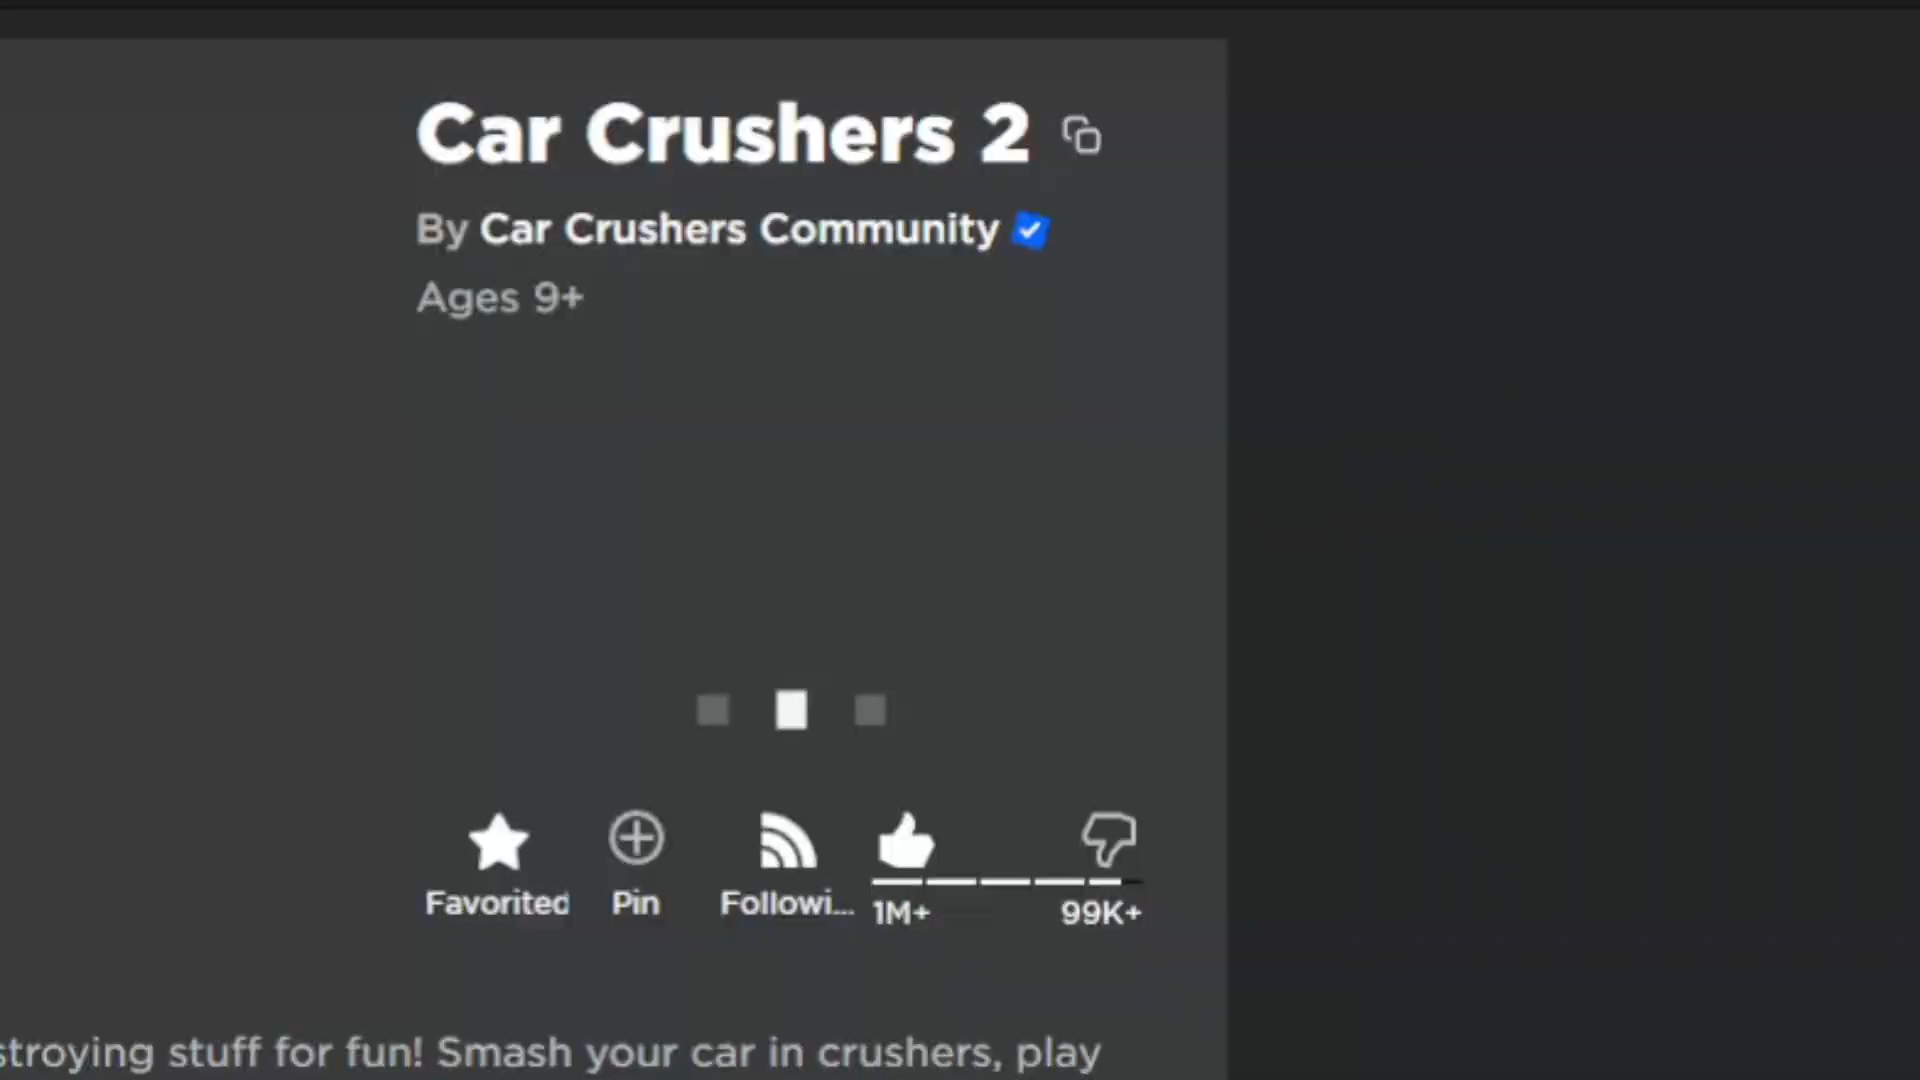 Car Crushers 2
By Car Crushers Community
Ages 9+
Favorited
Pin
Followi...
1M+
99K+
stroying stuff for fun! Smash your car in crushers, play